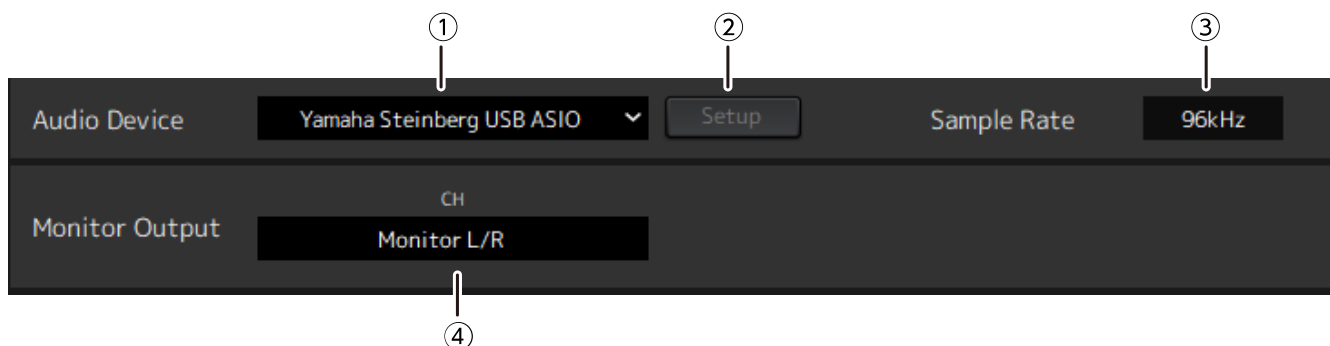 ① ② ③
Audio Device Yamaha Steinberg USB ASIO Setup Sample Rate 96kHz
CH
Monitor Output Monitor L/R
④